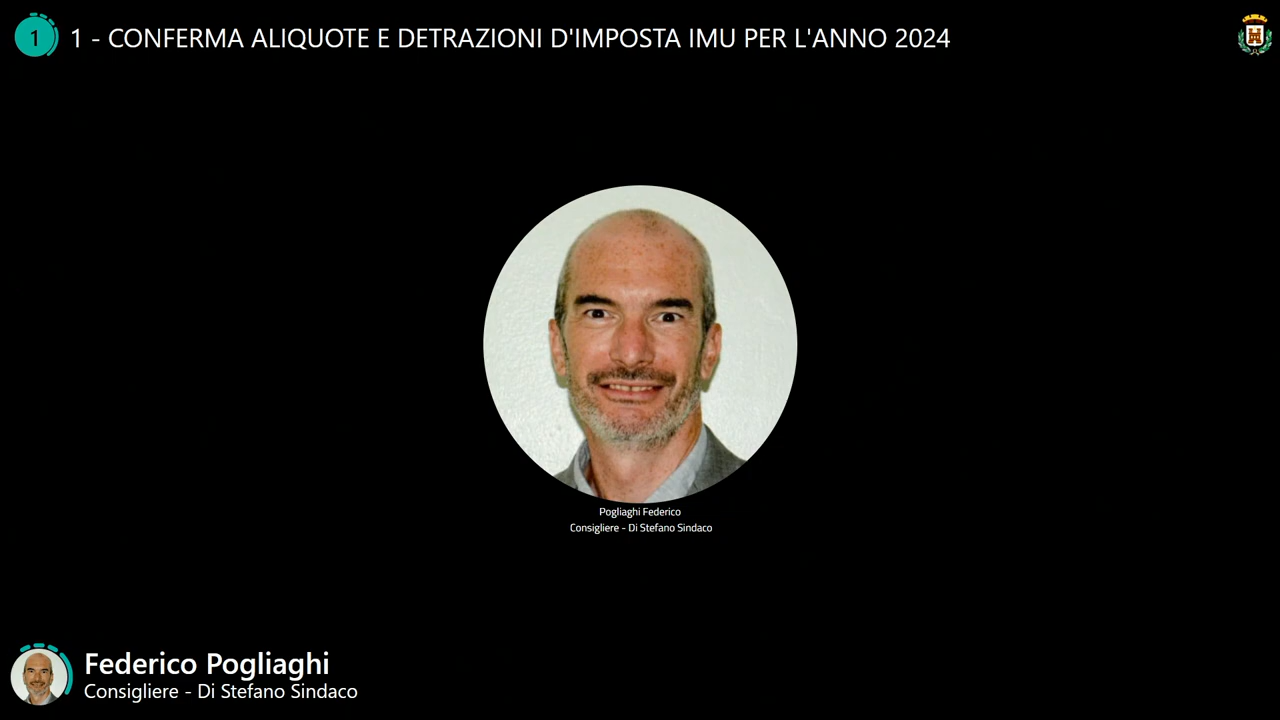 1
1 - CONFERMA ALIQUOTE E DETRAZIONI D'IMPOSTA IMU PER L'ANNO 2024
Pogliaghi Federico
Consigliere - Di Stefano Sindaco
Federico Pogliaghi
Consigliere - Di Stefano Sindaco